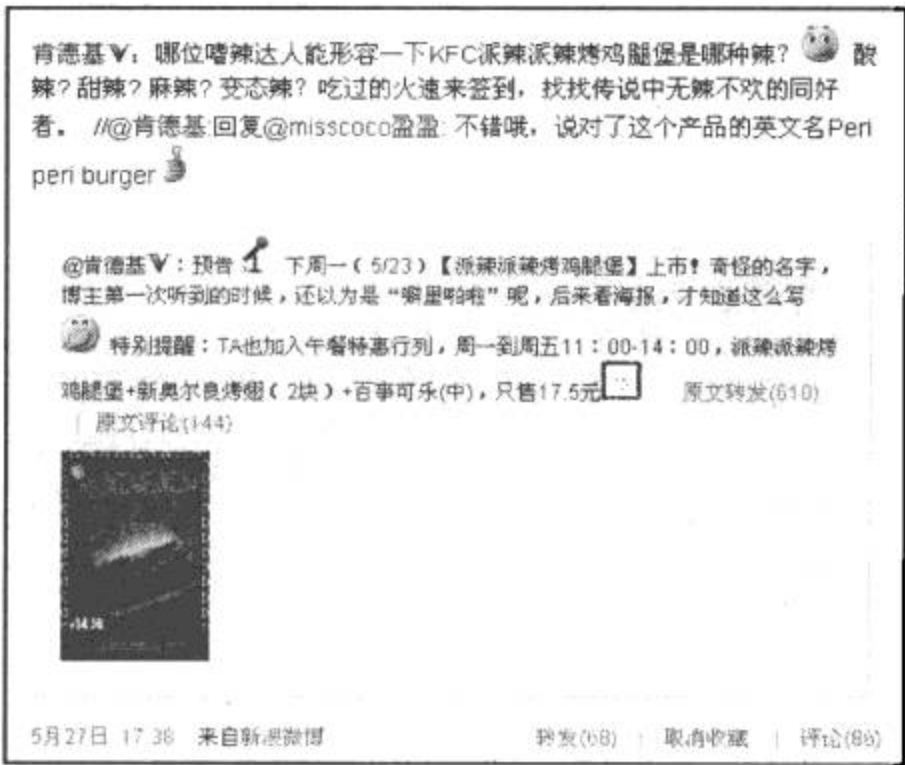 肯德基V：哪位嗜辣达人能形容一下KFC派辣派辣烤鸡腿堡是哪种辣？ 酸
辣？甜辣？麻辣？变态辣？吃过的火速来签到，找找传说中无辣不欢的同好
者。 //@肯德基:回复@misscoco盈盈: 不错哦，说对了这个产品的英文名Peri
peri burger
@肯德基V：预告 下周一（5/23）【派辣派辣烤鸡腿堡】上市！奇怪的名字，
博主第一次听到的时候，还以为是“噼里啪啦”呢，后来看海报，才知道这么写
特别提醒：TA也加入午餐特惠行列，周一到周五11：00-14：00，派辣派辣烤
鸡腿堡+新奥尔良烤翅（2块）+百事可乐(中)，只售17.5元 原文转发(610)
| 原文评论(144)
5月27日 17:38 来自新浪微博 转发(68) | 取消收藏 | 评论(86)